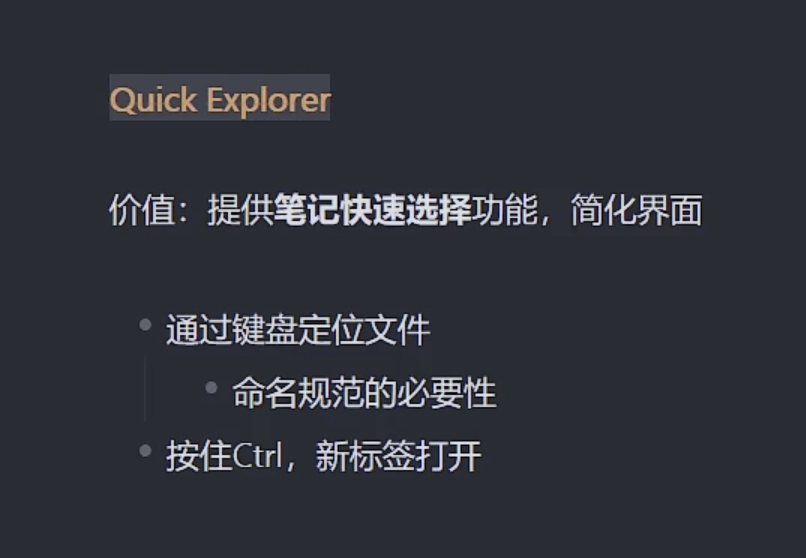 Quick Explorer
价值：提供笔记快速选择功能，简化界面
通过键盘定位文件
命名规范的必要性
按住Ctrl，新标签打开